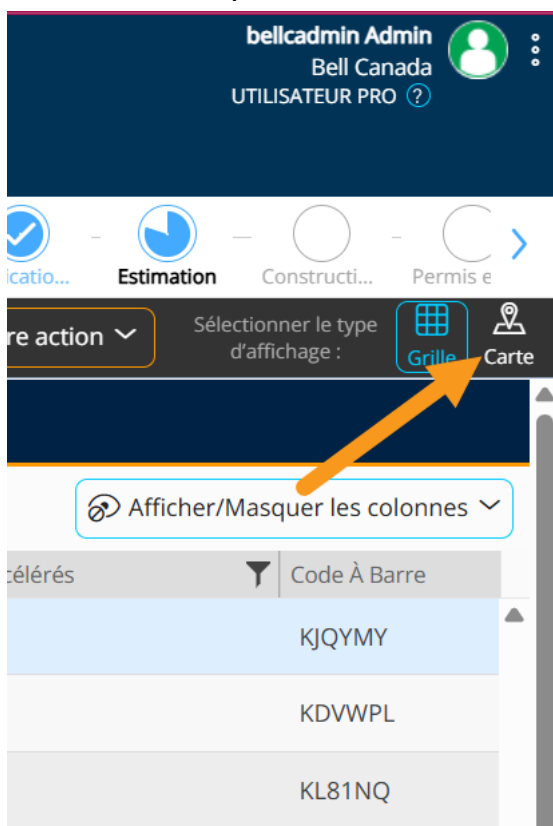 bellcadmin Admin
Bell Canada
UTILISATEUR PRO ?
icatio... Estimation Constructi... Permis e
re action Sélectionner le type
d'affichage : Grille Carte
Afficher/Masquer les colonnes
célérés Code À Barre
KJQYMY
KDVWPL
KL81NQ